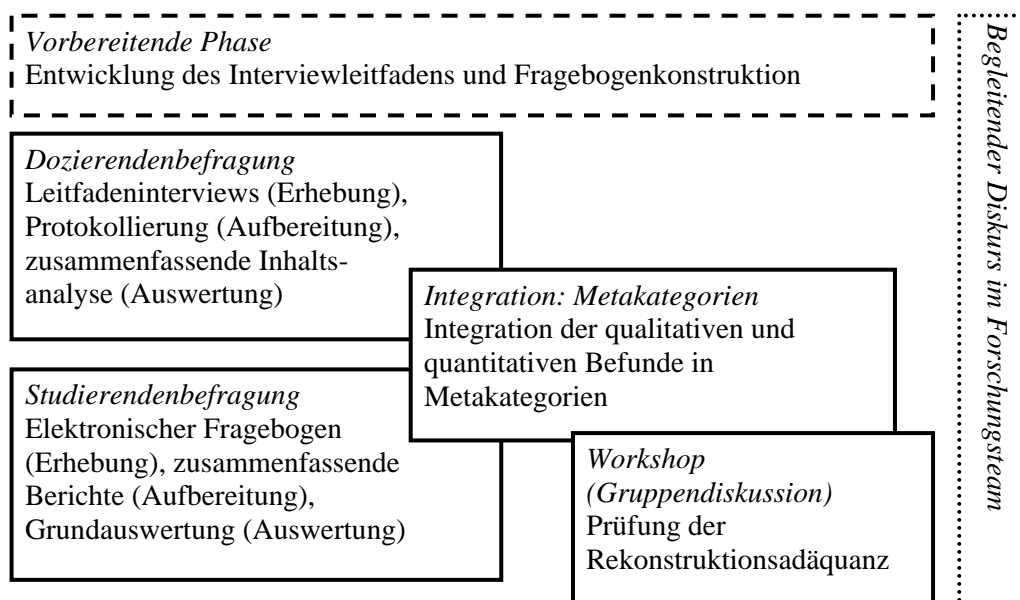 Vorbereitende Phase
Entwicklung des Interviewleitfadens und Fragebogenkonstruktion
Dozierendenbefragung
Leitfadeninterviews (Erhebung),
Protokollierung (Aufbereitung),
zusammenfassende Inhalts-
analyse (Auswertung)
Integration: Metakategorien
Integration der qualitativen und
quantitativen Befunde in
Metakategorien
Studierendenbefragung
Elektronischer Fragebogen
(Erhebung), zusammenfassende
Berichte (Aufbereitung),
Grundauswertung (Auswertung)
Workshop
(Gruppendiskussion)
Prüfung der
Rekonstruktionsadäquanz
Begleitender Diskurs im Forschungsteam